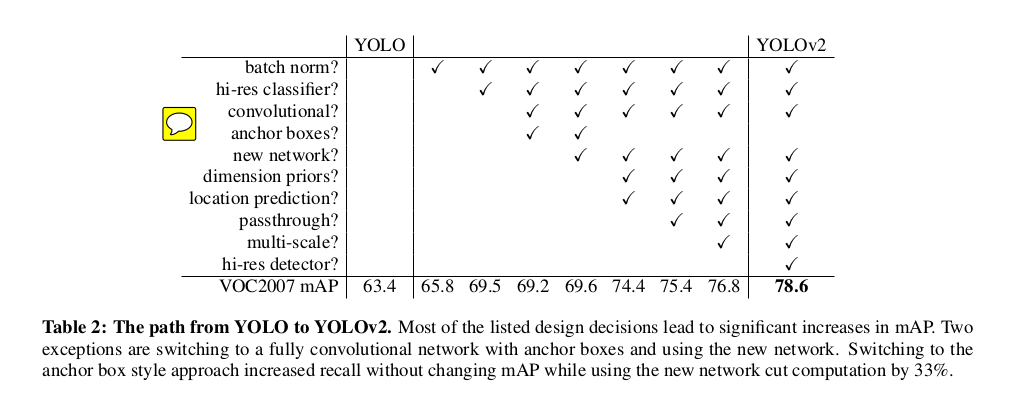 YOLO YOLOv2
batch norm? ✓ ✓ ✓ ✓ ✓ ✓ ✓ ✓
hi-res classifier? ✓ ✓ ✓ ✓ ✓ ✓ ✓
convolutional? ✓ ✓ ✓ ✓ ✓ ✓
anchor boxes? ✓ ✓
new network? ✓ ✓ ✓ ✓ ✓
dimension priors? ✓ ✓ ✓ ✓
location prediction? ✓ ✓ ✓ ✓
passthrough? ✓ ✓ ✓
multi-scale? ✓ ✓
hi-res detector? ✓
VOC2007 mAP 63.4 65.8 69.5 69.2 69.6 74.4 75.4 76.8 78.6
Table 2: The path from YOLO to YOLOv2. Most of the listed design decisions lead to significant increases in mAP. Two
exceptions are switching to a fully convolutional network with anchor boxes and using the new network. Switching to the
anchor box style approach increased recall without changing mAP while using the new network cut computation by 33%.